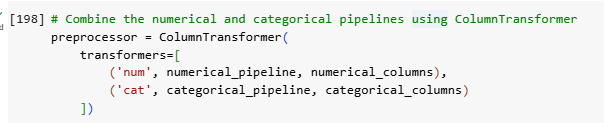 [198] # Combine the numerical and categorical pipelines using ColumnTransformer
preprocessor = ColumnTransformer(
    transformers=[
        ('num', numerical_pipeline, numerical_columns),
        ('cat', categorical_pipeline, categorical_columns)
    ])